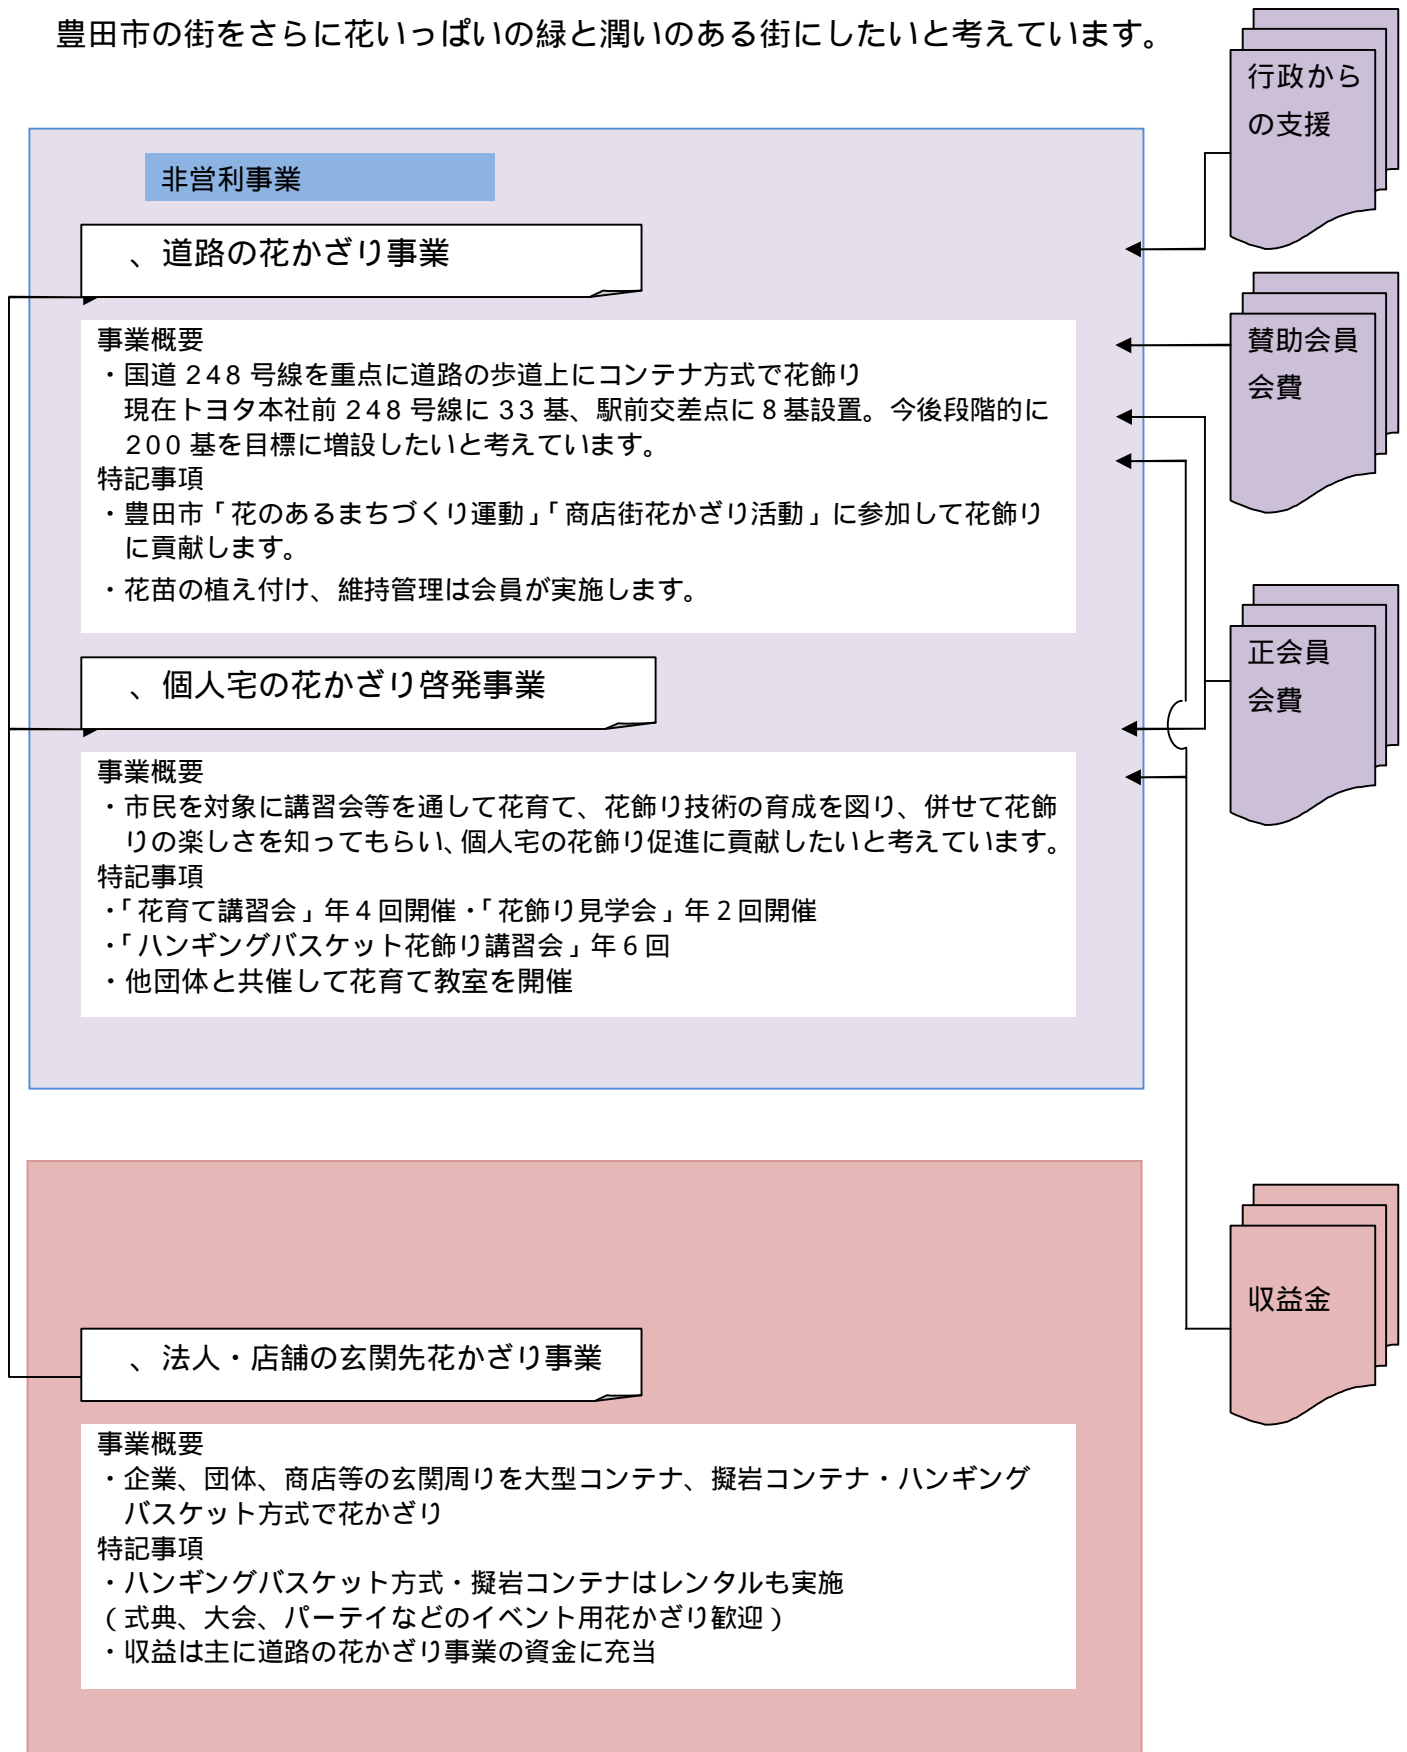 豊田市の街をさらに花いっぱいの緑と潤いのある街にしたいと考えています。
行政から
の支援
非営利事業
、道路の花かざり事業
事業概要
・国道248号線を重点に道路の歩道上にコンテナ方式で花飾り
現在トヨタ本社前248号線に33基、駅前交差点に8基設置。今後段階的に
200基を目標に増設したいと考えています。
特記事項
・豊田市「花のあるまちづくり運動」「商店街花かざり活動」に参加して花飾り
に貢献します。
・花苗の植え付け、維持管理は会員が実施します。
賛助会員
会費
、個人宅の花かざり啓発事業
事業概要
・市民を対象に講習会等を通して花育て、花飾り技術の育成を図り、併せて花飾
りの楽しさを知ってもらい、個人宅の花飾り促進に貢献したいと考えています。
特記事項
・「花育て講習会」年4回開催・「花飾り見学会」年2回開催
・「ハンギングバスケット花飾り講習会」年6回
・他団体と共催して花育て教室を開催
正会員
会費
、法人・店舗の玄関先花かざり事業
事業概要
・企業、団体、商店等の玄関周りを大型コンテナ、擬岩コンテナ・ハンギング
バスケット方式で花かざり
特記事項
・ハンギングバスケット方式・擬岩コンテナはレンタルも実施
(式典、大会、パーテイなどのイベント用花かざり歓迎)
・収益は主に道路の花かざり事業の資金に充当
収益金